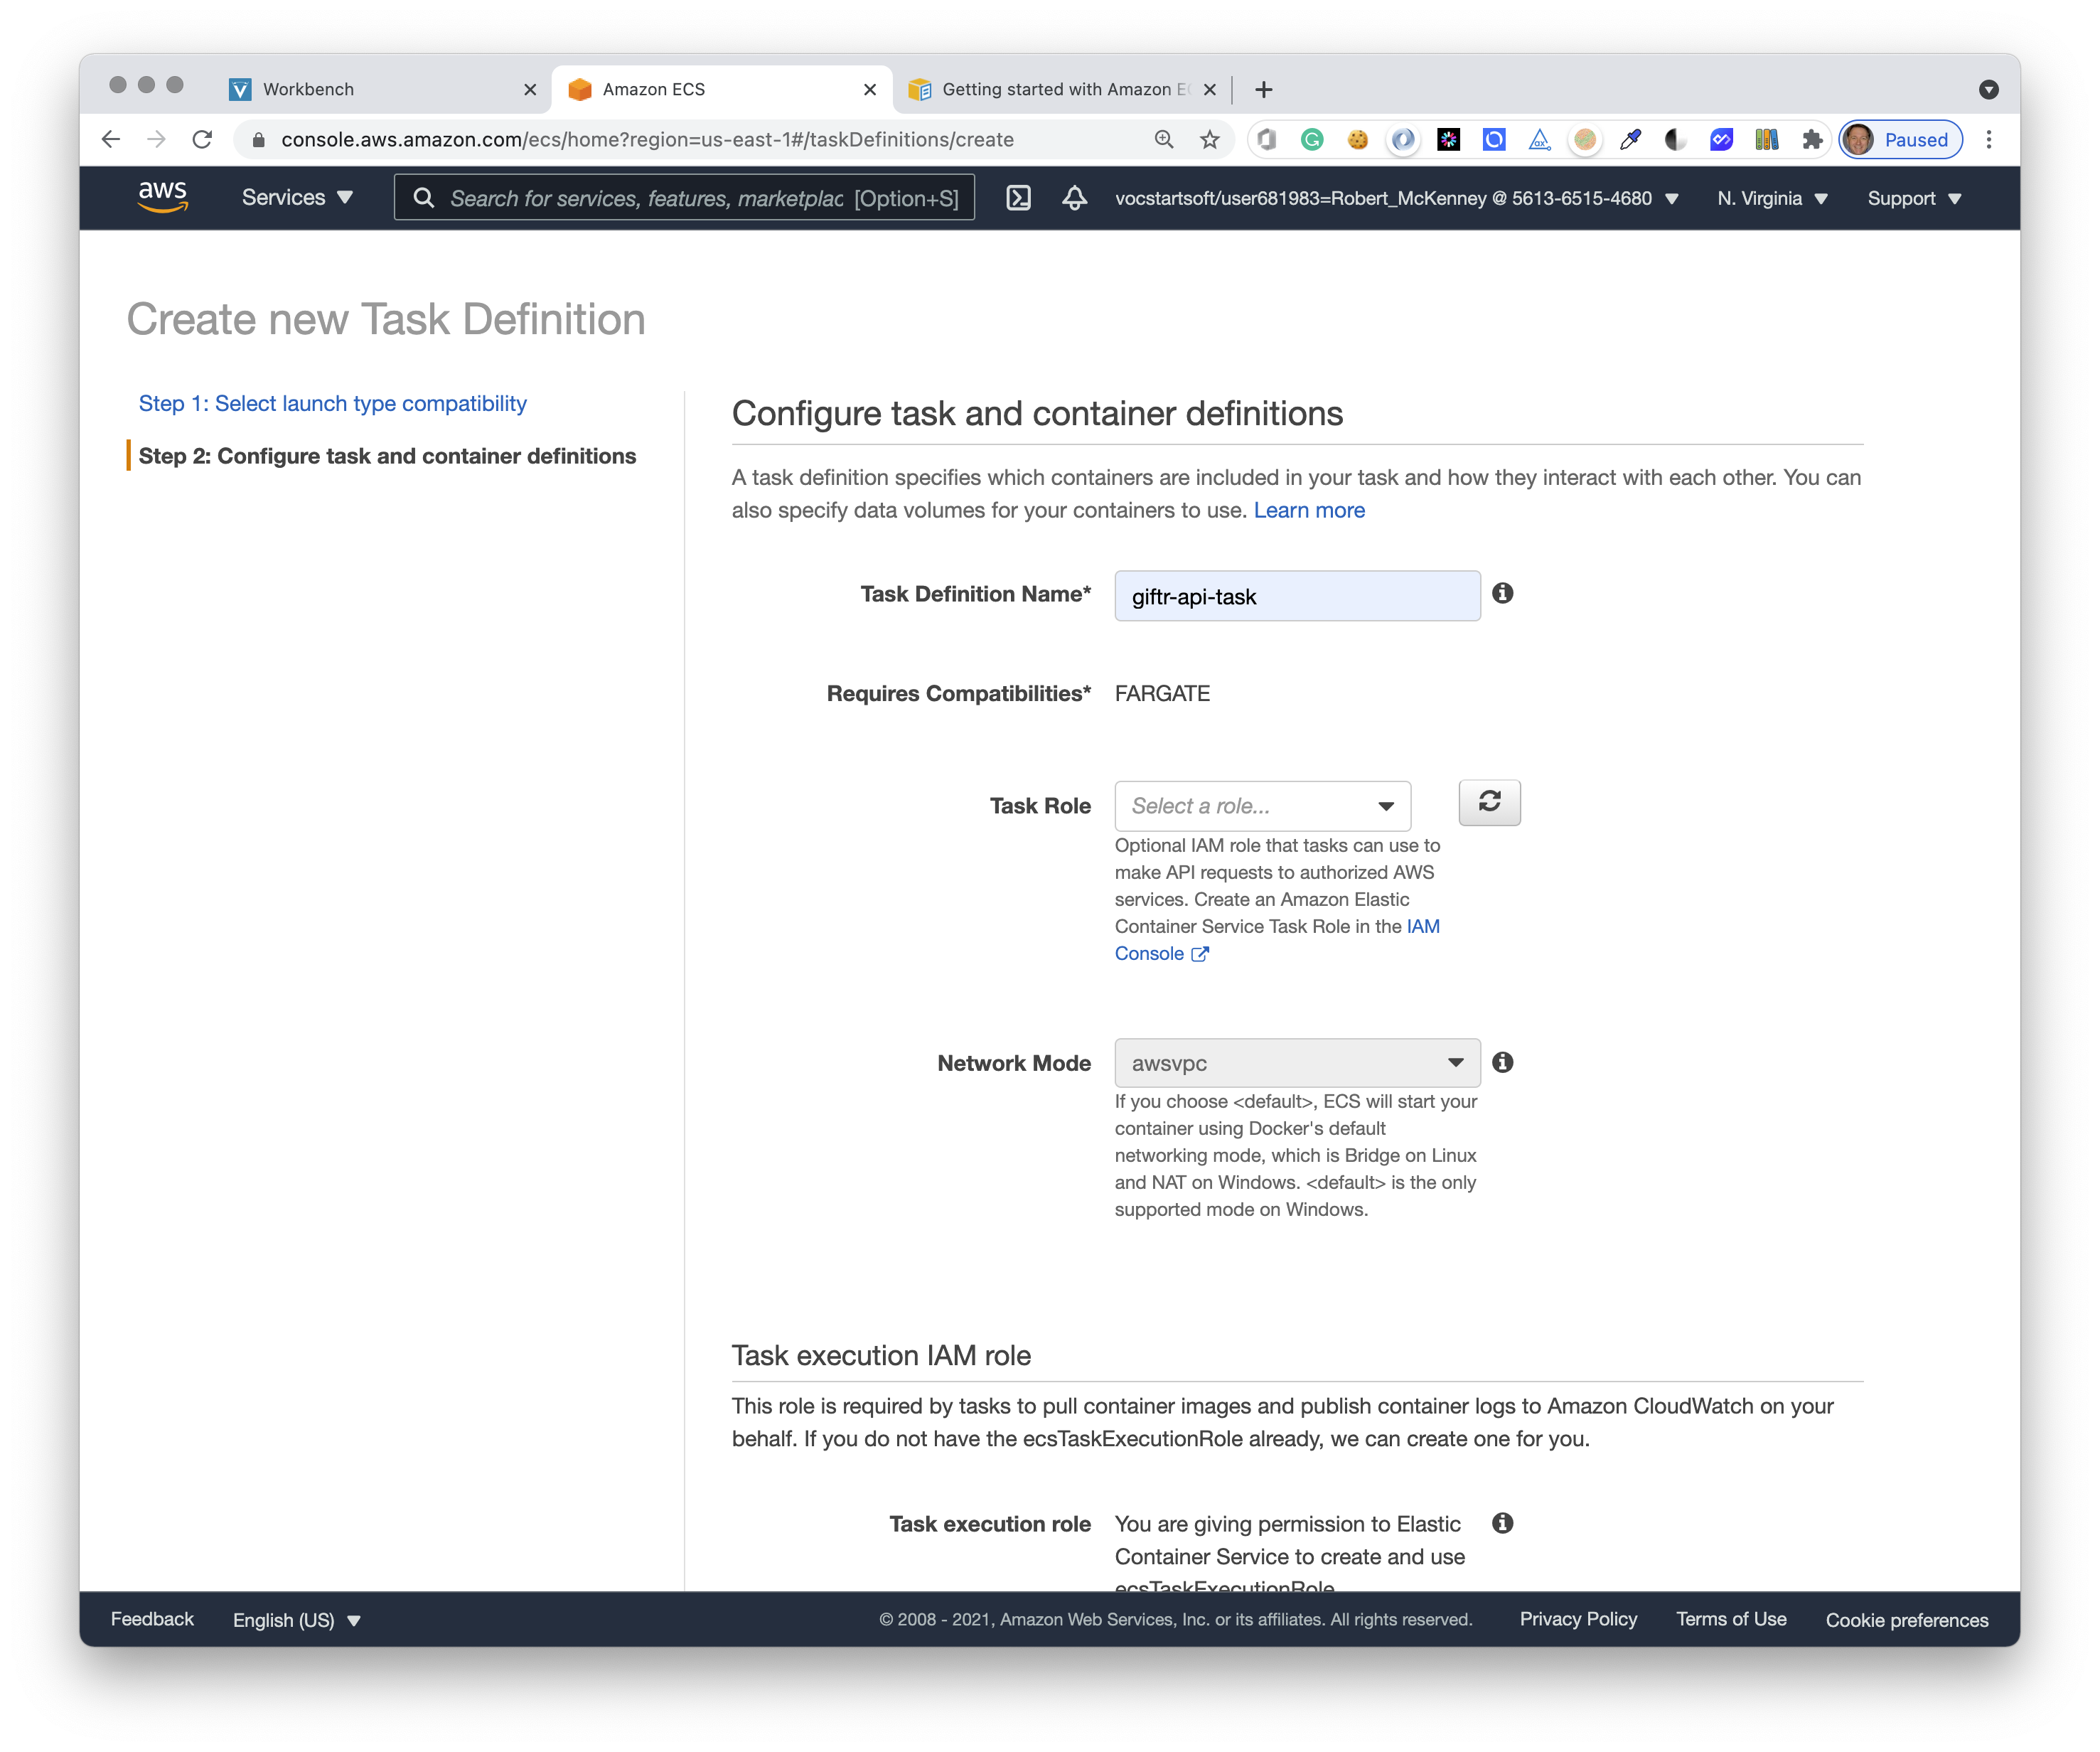 Workbench
Amazon ECS
Getting started with Amazon EC
console.aws.amazon.com/ecs/home?region=us-east-1#/taskDefinitions/create
Paused
aws
Services
Search for services, features, marketplac [Option+S]
vocstartsoft/user681983=Robert_McKenney @ 5613-6515-4680
N. Virginia
Support
Create new Task Definition
Step 1: Select launch type compatibility
Step 2: Configure task and container definitions
Configure task and container definitions
A task definition specifies which containers are included in your task and how they interact with each other. You can
also specify data volumes for your containers to use. Learn more
Task Definition Name*
giftr-api-task
Requires Compatibilities*
FARGATE
Task Role
Select a role...
Optional IAM role that tasks can use to
make API requests to authorized AWS
services. Create an Amazon Elastic
Container Service Task Role in the IAM
Console
Network Mode
awsvpc
If you choose <default>, ECS will start your
container using Docker's default
networking mode, which is Bridge on Linux
and NAT on Windows. <default> is the only
supported mode on Windows.
Task execution IAM role
This role is required by tasks to pull container images and publish container logs to Amazon CloudWatch on your
behalf. If you do not have the ecsTaskExecutionRole already, we can create one for you.
Task execution role
You are giving permission to Elastic
Container Service to create and use
ecsTaskExecutionRole
Feedback
English (US)
© 2008 - 2021, Amazon Web Services, Inc. or its affiliates. All rights reserved.
Privacy Policy
Terms of Use
Cookie preferences